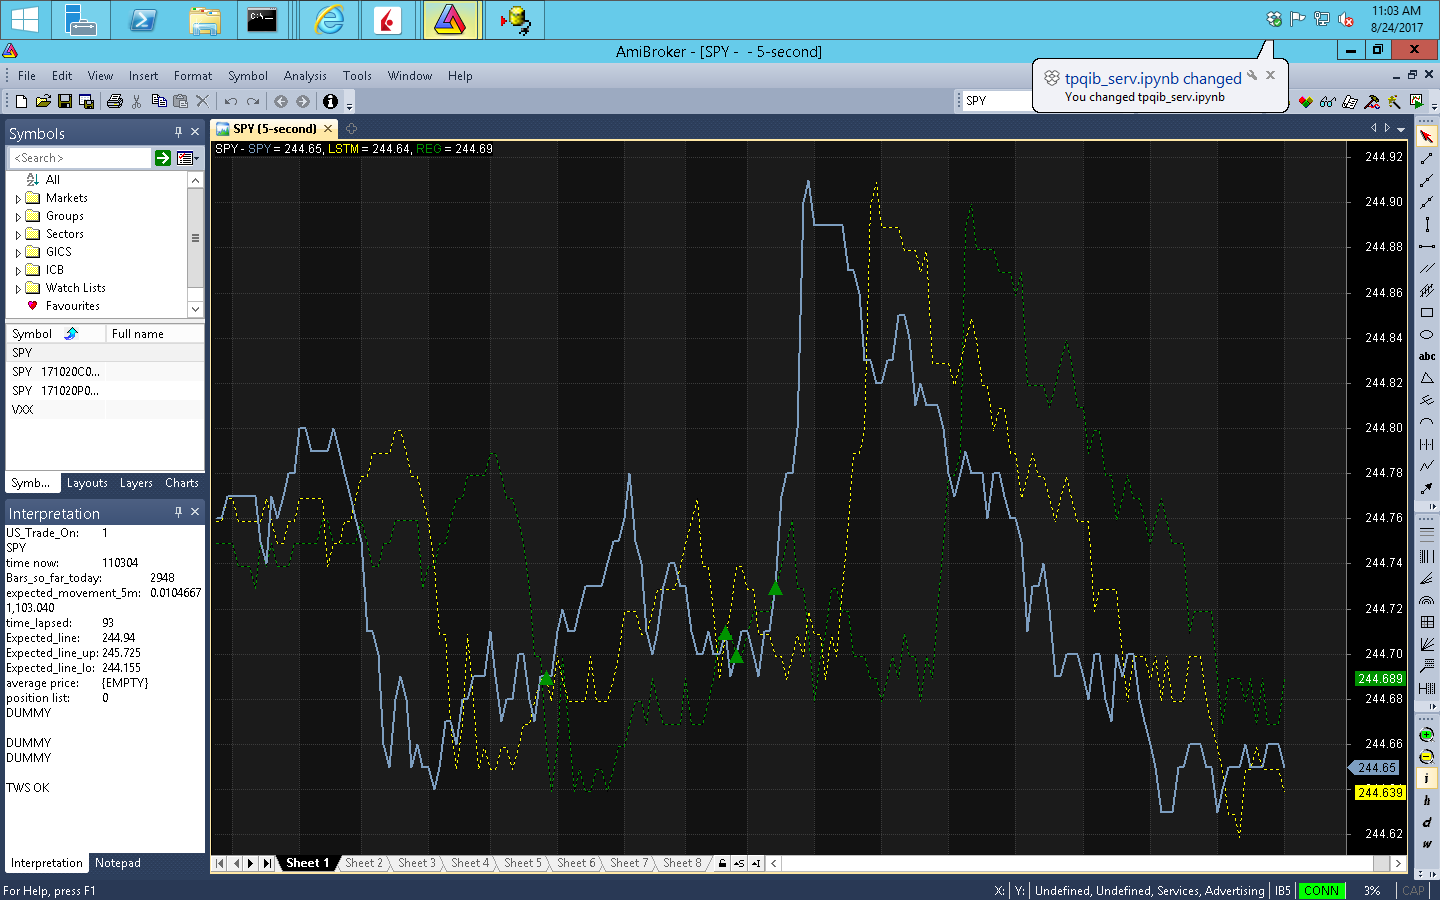 11:03 AM
8/24/2017
AmiBroker - [SPY - - 5-second]
File Edit View Insert Format Symbol Analysis Tools Window Help
tpqib_serv.ipynb changed
You changed tpqib_serv.ipynb
SPY
Symbols
SPY (5-second)
<Search>
SPY - SPY = 244.65, LSTM = 244.64, REG = 244.69
All
Markets
Groups
Sectors
GICS
ICB
Watch Lists
Favourites
Symbol Full name
SPY
SPY 171020C0...
SPY 171020P0...
VXX
Symb... Layouts Layers Charts
Interpretation
US_Trade_On: 1
SPY
time now: 110304
Bars_so_far_today: 2948
expected_movement_5m: 0.0104667
1,103.040
time_lapsed: 93
Expected_line: 244.94
Expected_line_up: 245.725
Expected_line_lo: 244.155
average price: {EMPTY}
position list: 0
DUMMY
DUMMY
DUMMY
TWS OK
Interpretation Notepad
244.92
244.90
244.88
244.86
244.84
244.82
244.80
244.78
244.76
244.74
244.72
244.70
244.689
244.68
244.66
244.65
244.639
244.62
abc
i
h
d
w
Sheet 1 Sheet 2 Sheet 3 Sheet 4 Sheet 5 Sheet 6 Sheet 7 Sheet 8
For Help, press F1
X: Y: Undefined, Undefined, Services, Advertising IB5 CONN 3% CAP